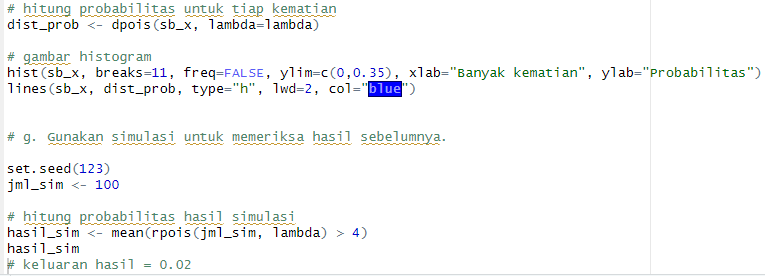 # hitung probabilitas untuk tiap kematian
dist_prob <- dpois(sb_x, lambda=lambda)
# gambar histogram
hist(sb_x, breaks=11, freq=FALSE, ylim=c(0,0.35), xlab="Banyak kematian", ylab="Probabilitas")
lines(sb_x, dist_prob, type="h", lwd=2, col="blue")
# g. Gunakan simulasi untuk memeriksa hasil sebelumnya.
set.seed(123)
jml_sim <- 100
# hitung probabilitas hasil simulasi
hasil_sim <- mean(rpois(jml_sim, lambda) > 4)
hasil_sim
# keluaran hasil = 0.02